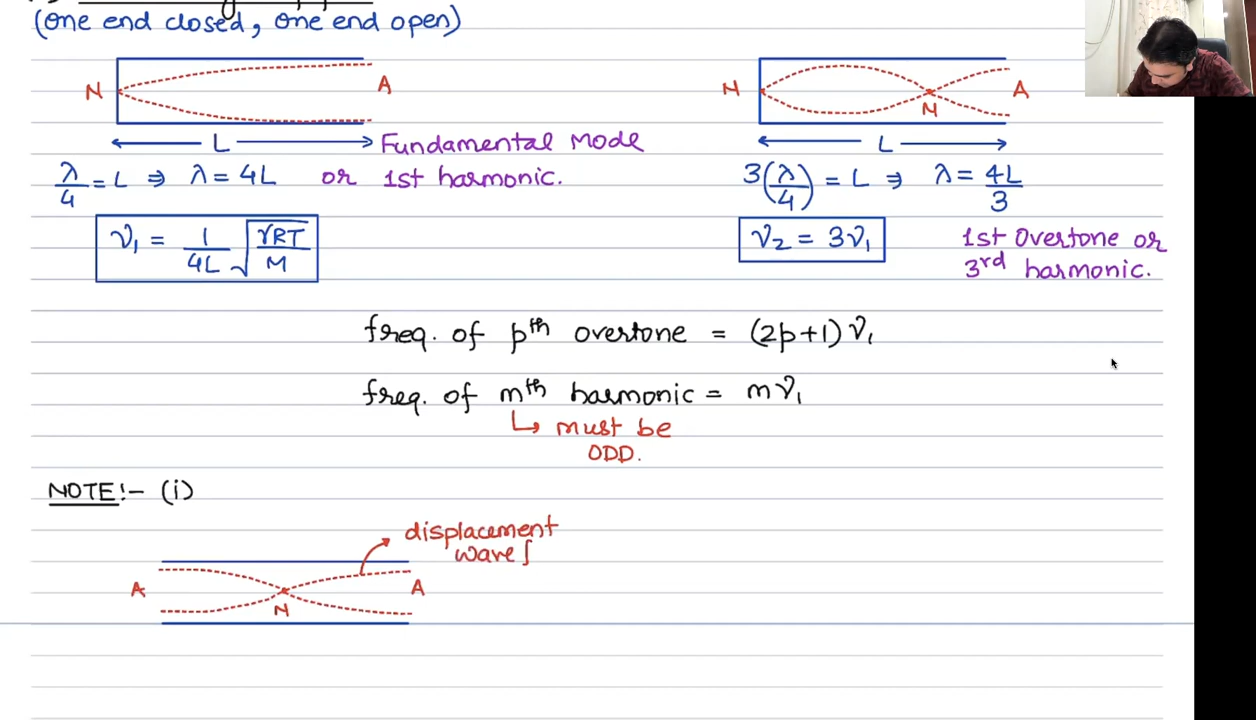 (One end closed, One end open)
N A N N A
L → Fundamental Mode L
λ/4 = L ⇒ λ = 4L or 1st harmonic. 3(λ/4) = L ⇒ λ = 4L/3
ν₁ = 1/4L √(γRT/M) ν₂ = 3ν₁ 1st Overtone or
3rd harmonic.
freq. of pth overtone = (2p+1)ν₁
freq. of mth harmonic = mν₁
↳ must be
ODD.
NOTE:- (i)
displacement
wave
A N A